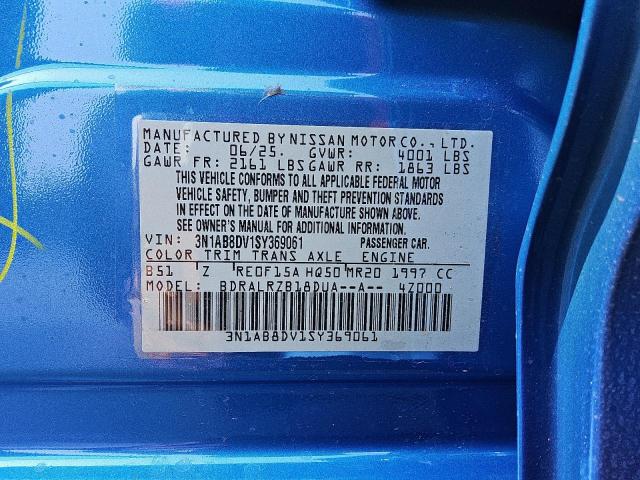 MANUFACTURED BY NISSAN MOTOR CO., LTD.
DATE: 06/25. GVWR: 4001 LBS
GAWR FR: 2161 LBS GAWR RR: 1863 LBS
THIS VEHICLE CONFORMS TO ALL APPLICABLE FEDERAL MOTOR
VEHICLE SAFETY, BUMPER AND THEFT PREVENTION STANDARDS
IN EFFECT ON THE DATE OF MANUFACTURE SHOWN ABOVE.
SEE OWNER'S MANUAL FOR ADDITIONAL INFORMATION.
VIN: 3N1AB8DV1SY369061 PASSENGER CAR.
COLOR TRIM TRANS AXLE ENGINE
B51 Z RE0F15A HQ50 MR20 1997 CC
MODEL: BDRALRZB18DUA--A-- 4Z000
3N1AB8DV1SY369061